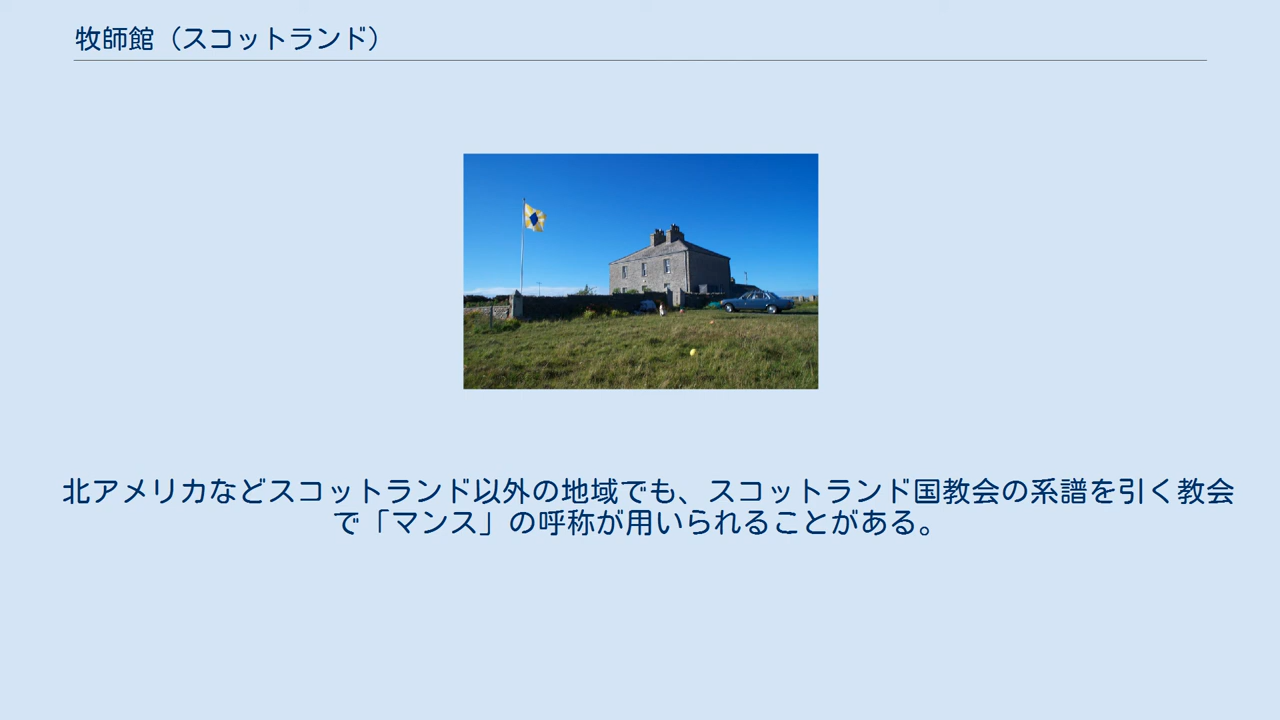 牧師館（スコットランド）
北アメリカなどスコットランド以外の地域でも、スコットランド国教会の系譜を引く教会
で「マンス」の呼称が用いられることがある。